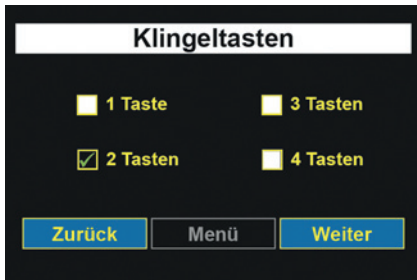 Klingeltasten
1 Taste
3 Tasten
2 Tasten
4 Tasten
Zurück
Menü
Weiter